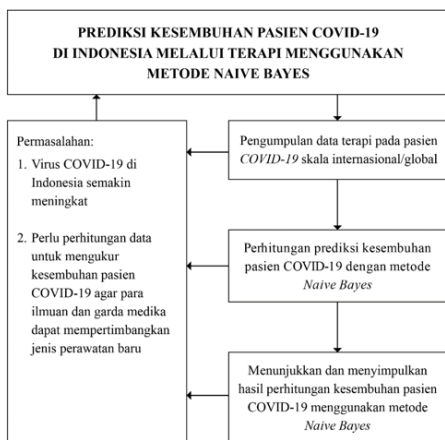 PREDIKSI KESEMBUHAN PASIEN COVID-19
DI INDONESIA MELALUI TERAPI MENGGUNAKAN
METODE NAIVE BAYES
Permasalahan:
1. Virus COVID-19 di
Indonesia semakin
meningkat
2. Perlu perhitungan data
untuk mengukur
kesembuhan pasien
COVID-19 agar para
ilmuan dan garda medika
dapat mempertimbangkan
jenis perawatan baru
Pengumpulan data terapi pada pasien
COVID-19 skala internasional/global
Perhitungan prediksi kesembuhan
pasien COVID-19 dengan metode
Naive Bayes
Menunjukkan dan menyimpulkan
hasil perhitungan kesembuhan pasien
COVID-19 menggunakan metode
Naive Bayes